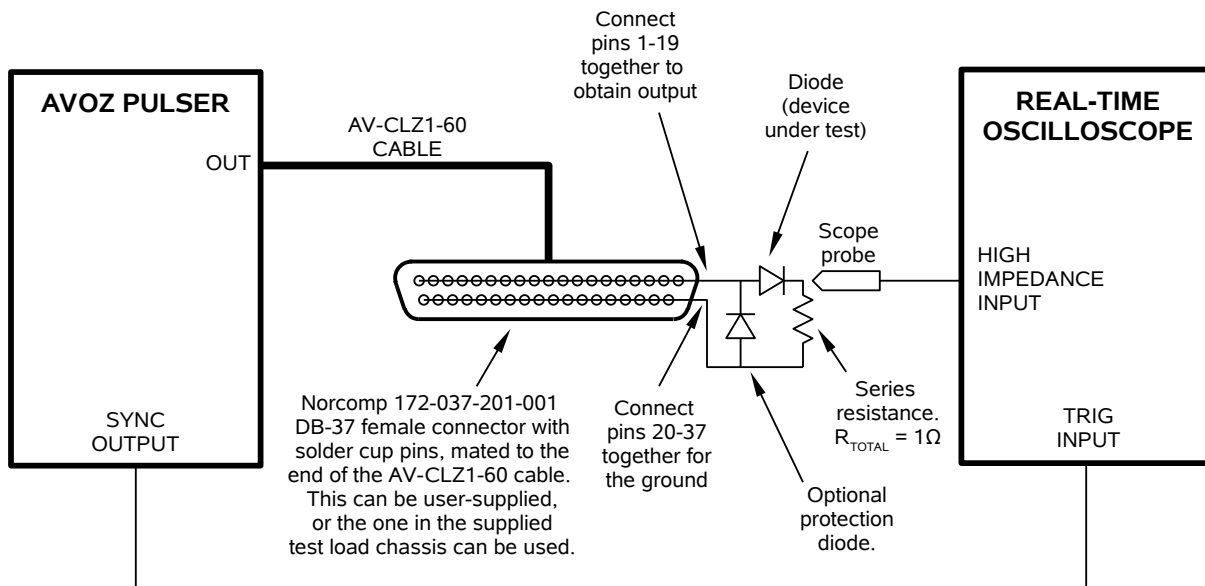 Connect
pins 1-19
together to
obtain output
AVOZ PULSER
OUT
AV-CLZ1-60
CABLE
Diode
(device
under test)
REAL-TIME
OSCILLOSCOPE
Scope
probe
HIGH
IMPEDANCE
INPUT
SYNC
OUTPUT
Norcomp 172-037-201-001
DB-37 female connector with
solder cup pins, mated to the
end of the AV-CLZ1-60 cable.
This can be user-supplied,
or the one in the supplied
test load chassis can be used.
Connect
pins 20-37
together for
the ground
Series
resistance.
R_TOTAL = 1Ω
Optional
protection
diode.
TRIG
INPUT